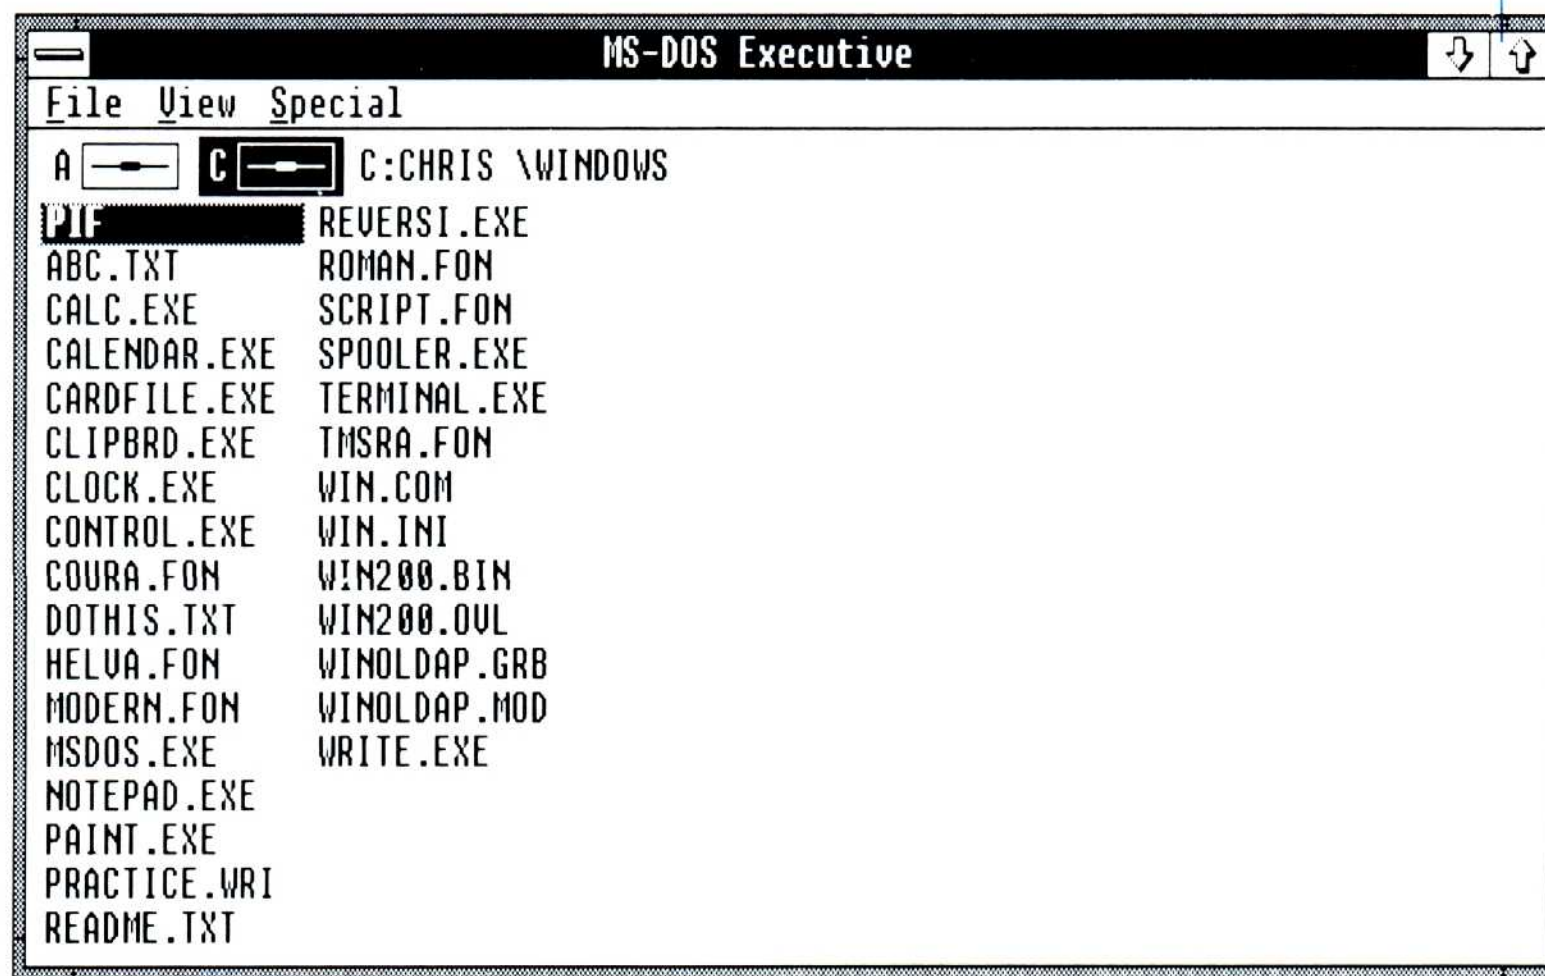 MS-DOS Executive
File View Special
A C C:CHRIS \WINDOWS
PIF
ABC.TXT
CALC.EXE
CALENDAR.EXE
CARDFILE.EXE
CLIPBRD.EXE
CLOCK.EXE
CONTROL.EXE
COURA.FON
DOTHIS.TXT
HELVA.FON
MODERN.FON
MSDOS.EXE
NOTEPAD.EXE
PAINT.EXE
PRACTICE.WRI
README.TXT
REVERSI.EXE
ROMAN.FON
SCRIPT.FON
SPOOLER.EXE
TERMINAL.EXE
TMSRA.FON
WIN.COM
WIN.INI
WIN200.BIN
WIN200.OVL
WINOLDAP.GRB
WINOLDAP.MOD
WRITE.EXE